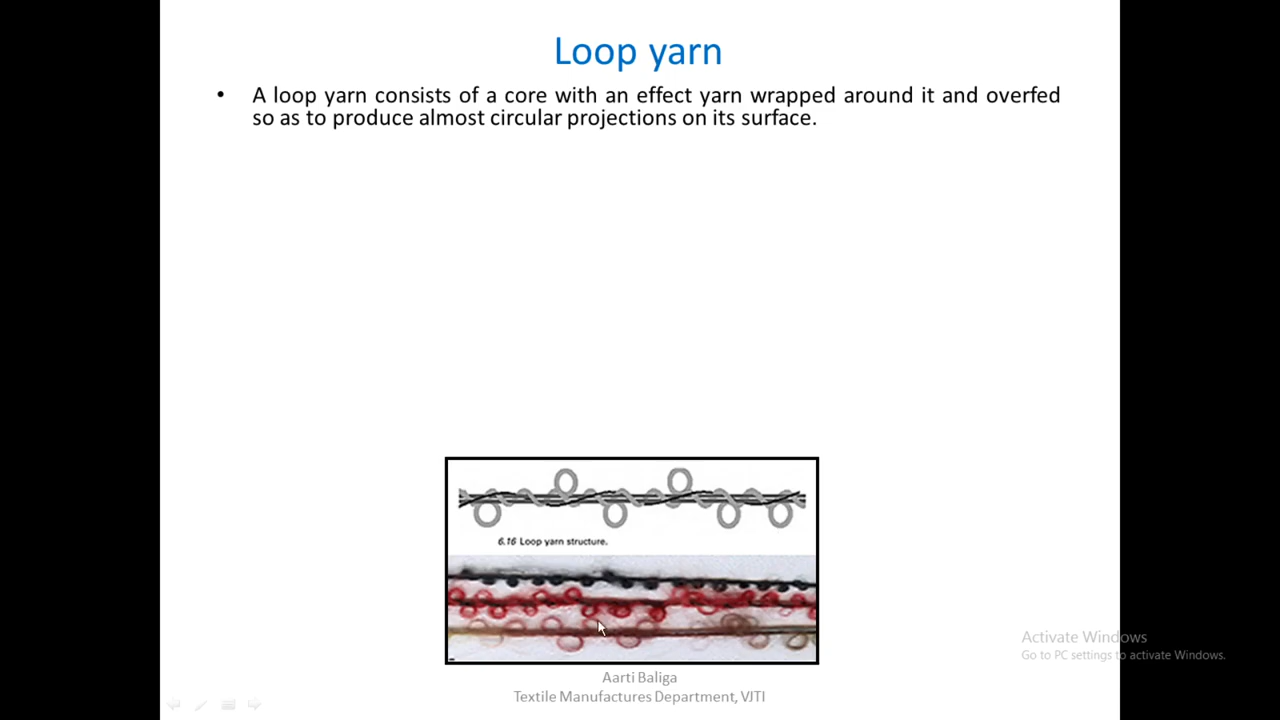 Loop yarn
• A loop yarn consists of a core with an effect yarn wrapped around it and overfed
so as to produce almost circular projections on its surface.
6.16 Loop yarn structure.
Activate Windows
Go to PC settings to activate Windows.
Aarti Baliga
Textile Manufactures Department, VJTI